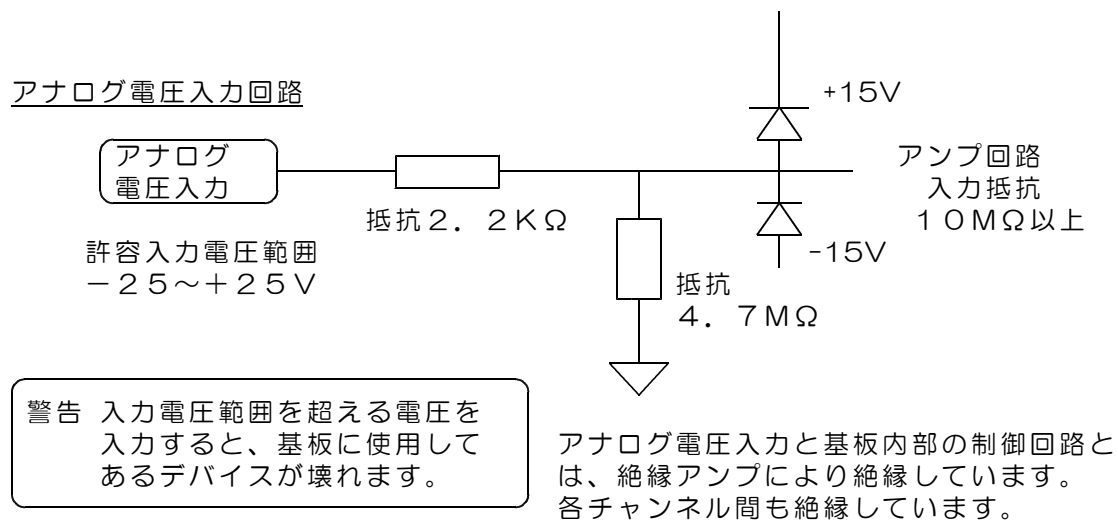 アナログ電圧入力回路
アナログ
電圧入力
許容入力電圧範囲
－２５～＋２５Ｖ
抵抗２．２ＫΩ
抵抗
４．７ＭΩ
+15V
-15V
アンプ回路
入力抵抗
１０ＭΩ以上
警告 入力電圧範囲を超える電圧を
入力すると、基板に使用して
あるデバイスが壊れます。
アナログ電圧入力と基板内部の制御回路と
は、絶縁アンプにより絶縁しています。
各チャンネル間も絶縁しています。